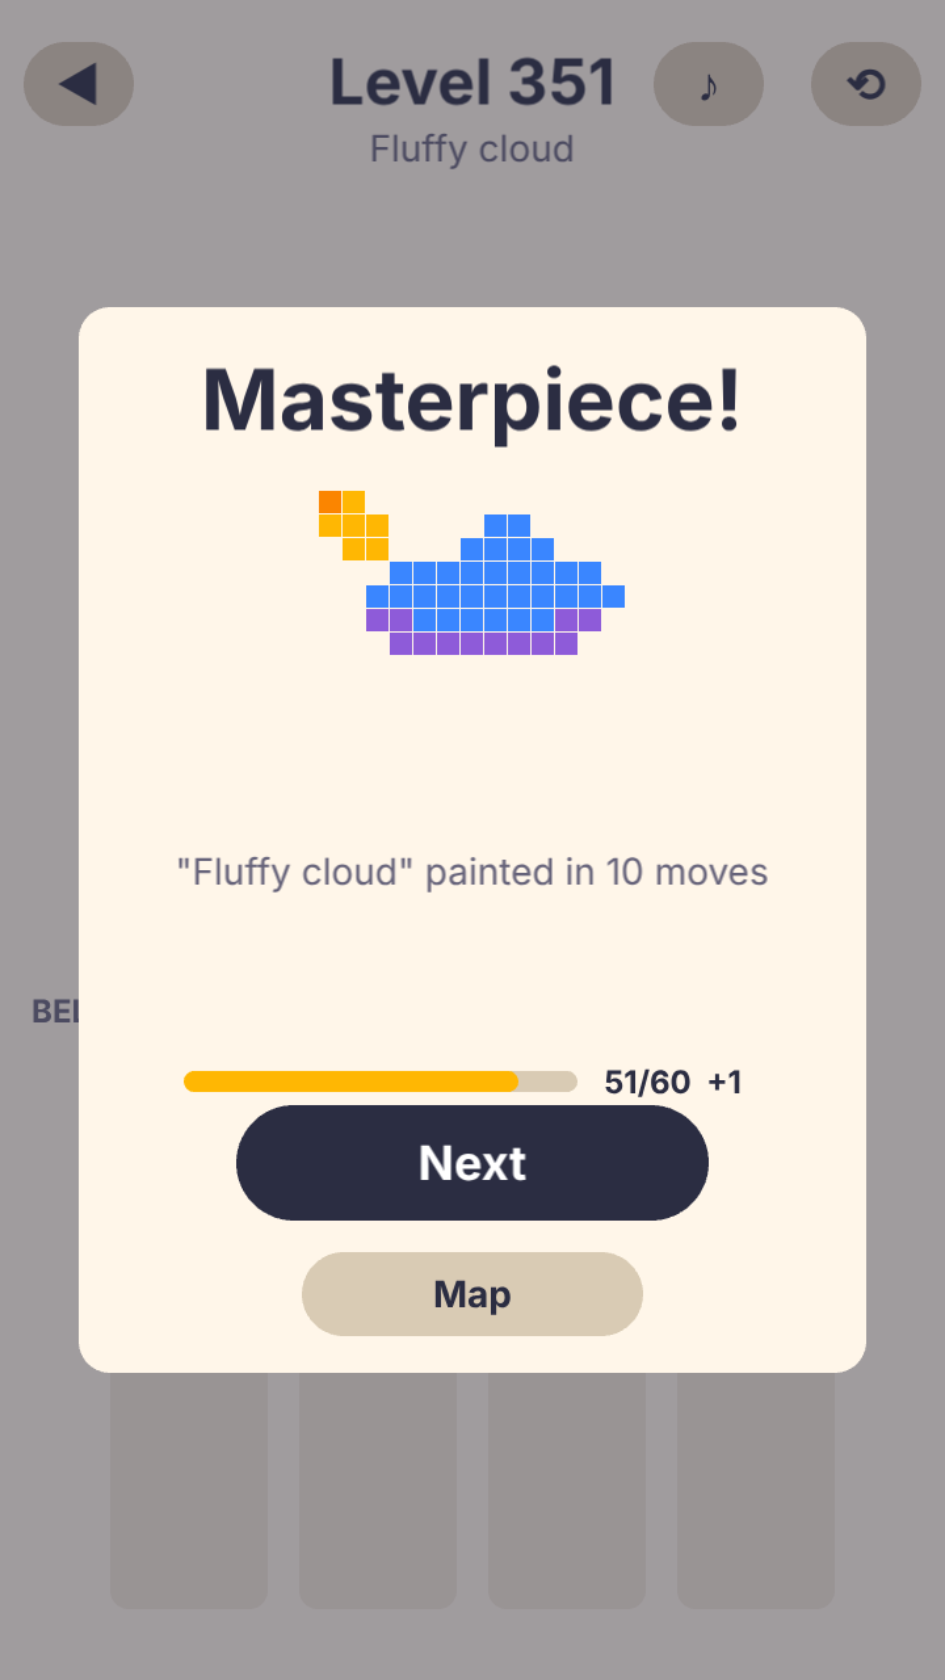 Level 351
Fluffy cloud
Masterpiece!
"Fluffy cloud" painted in 10 moves
51/60 +1
Next
Map